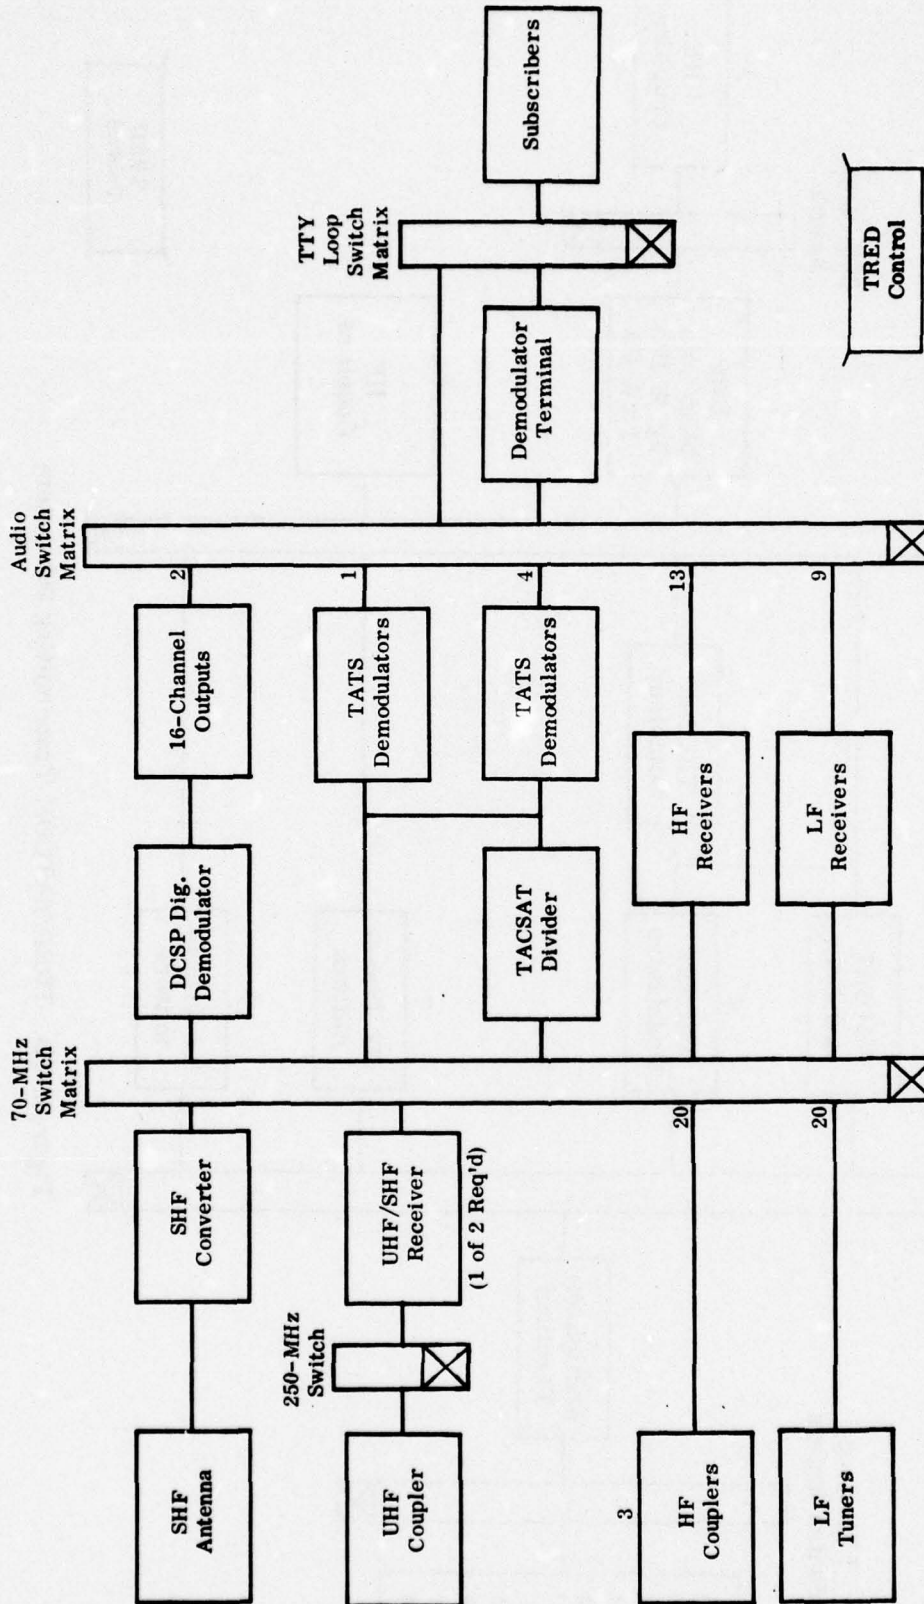 SHF
Antenna
SHF
Converter
70-MHz
Switch
Matrix
DCSP Dig.
Demodulator
16-Channel
Outputs
2
Audio
Switch
Matrix
UHF
Coupler
250-MHz
Switch
UHF/SHF
Receiver
(1 of 2 Req'd)
TATS
Demodulators
1
TACSAT
Divider
TATS
Demodulators
4
Demodulator
Terminal
TTY
Loop
Switch
Matrix
Subscribers
3
HF
Couplers
20
HF
Receivers
13
LF
Tuners
20
LF
Receivers
9
TRED
Control